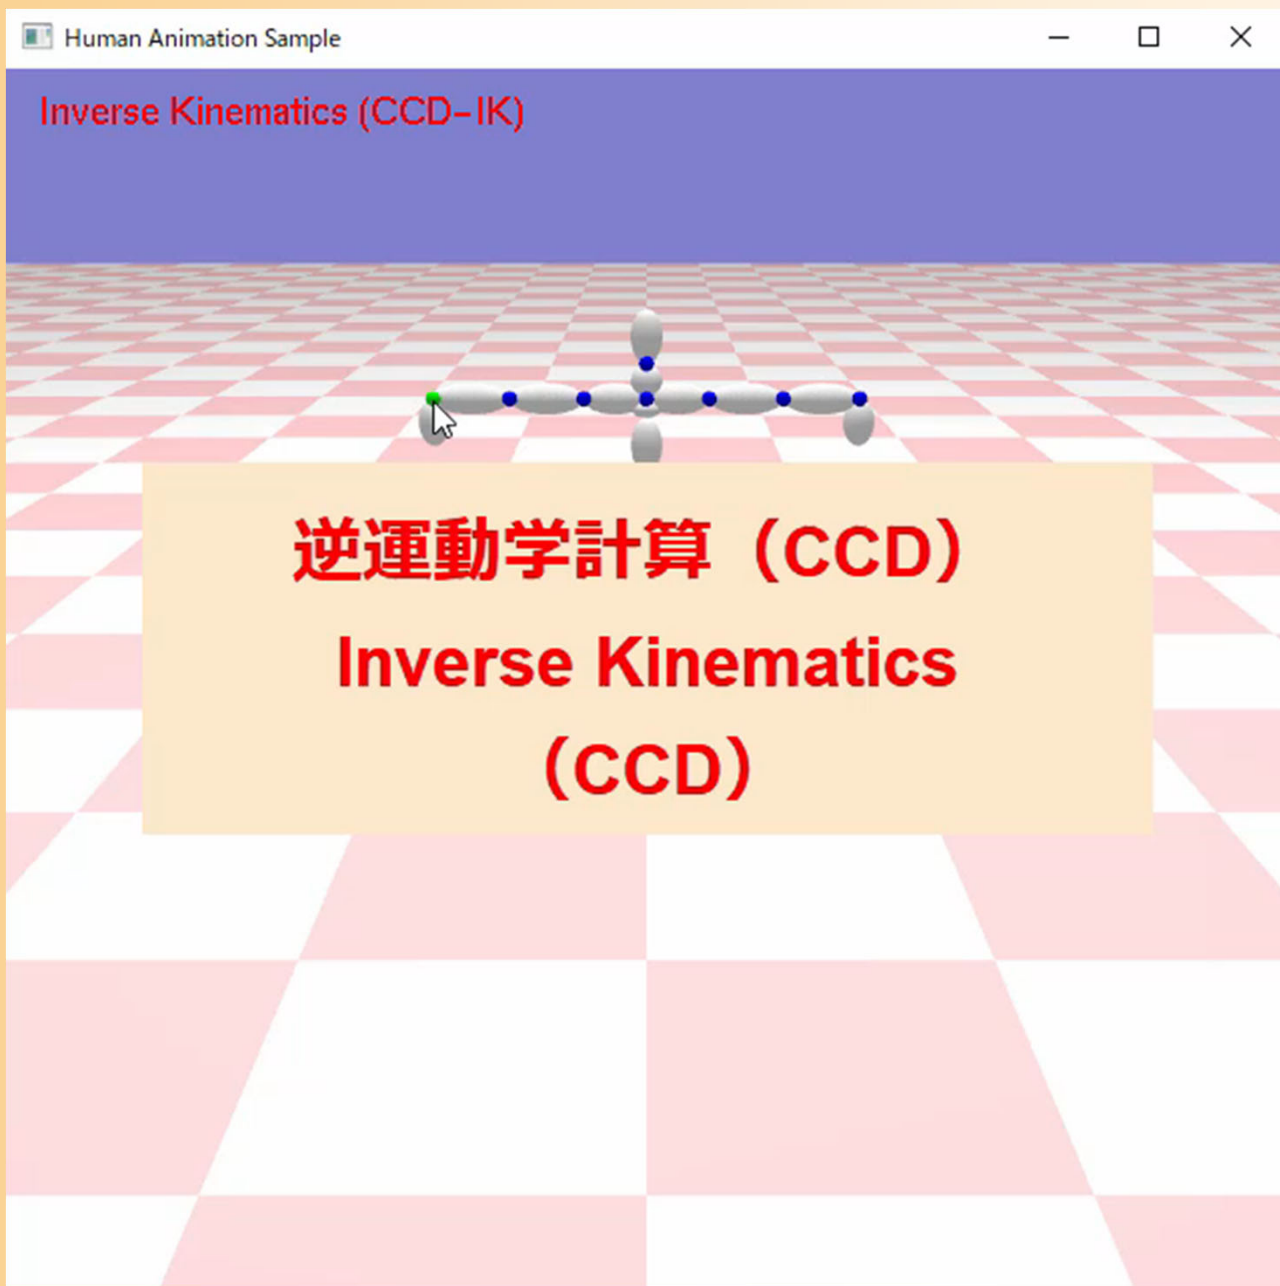 Human Animation Sample
Inverse Kinematics (CCD-IK)
逆運動学計算（CCD）
Inverse Kinematics
（CCD）